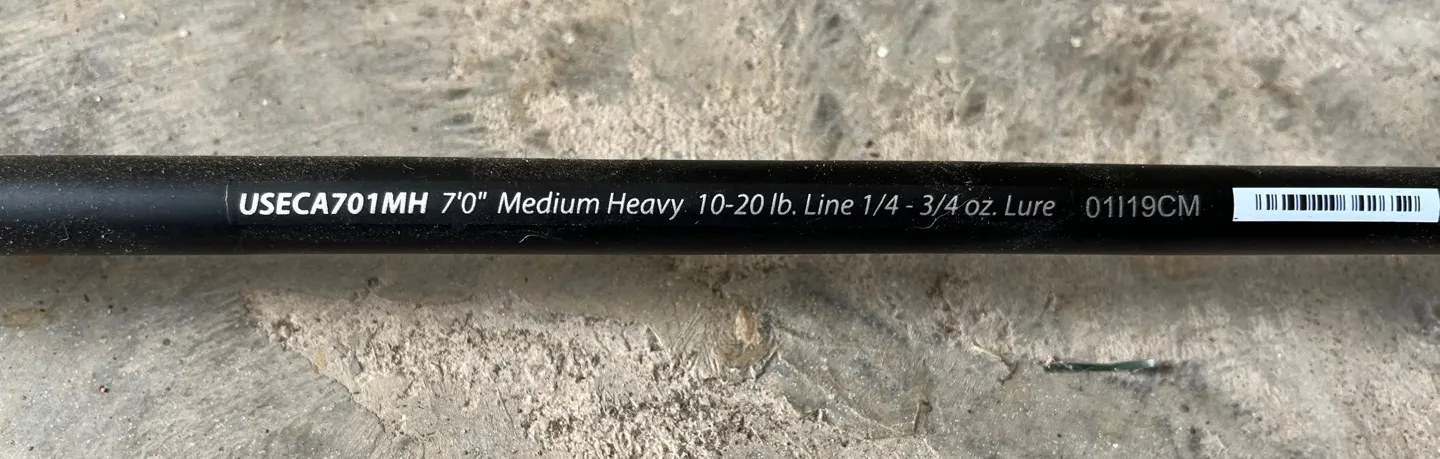 USECA701MH 7'0" Medium Heavy 10-20 lb. Line 1/4 - 3/4 oz. Lure 01I19CM